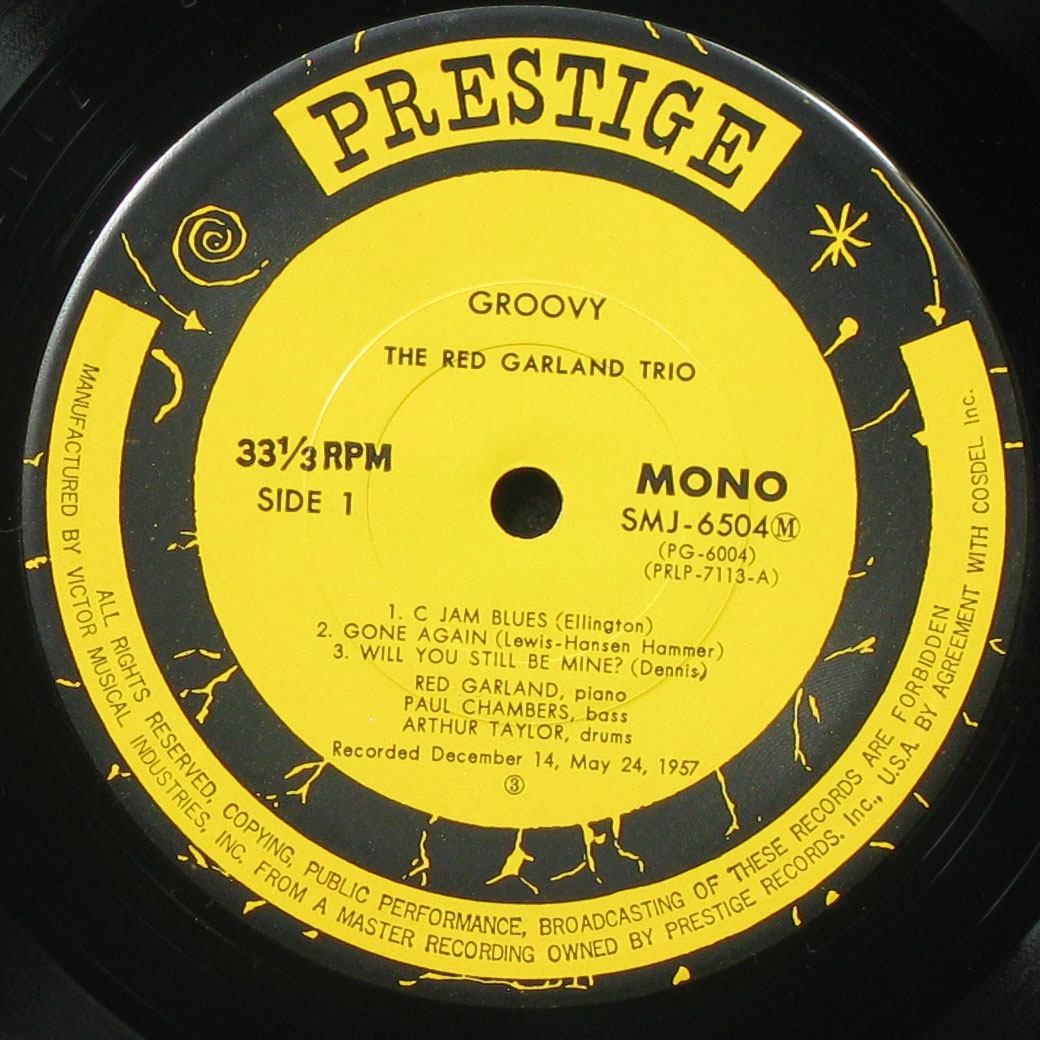 PRESTIGE
GROOVY
THE RED GARLAND TRIO
33⅓ RPM
SIDE 1
MONO
SMJ-6504Ⓜ
(PG-6004)
(PRLP-7113-A)
1. C JAM BLUES (Ellington)
2. GONE AGAIN (Lewis-Hansen Hammer)
3. WILL YOU STILL BE MINE? (Dennis)
RED GARLAND, piano
PAUL CHAMBERS, bass
ARTHUR TAYLOR, drums
Recorded December 14, May 24, 1957
③
ALL RIGHTS RESERVED, COPYING, PUBLIC PERFORMANCE, BROADCASTING OF THESE RECORDS ARE FORBIDDEN
MANUFACTURED BY VICTOR MUSICAL INDUSTRIES, INC. FROM A MASTER RECORDING OWNED BY PRESTIGE RECORDS. Inc., U.S.A. BY AGREEMENT WITH COSDEL Inc.